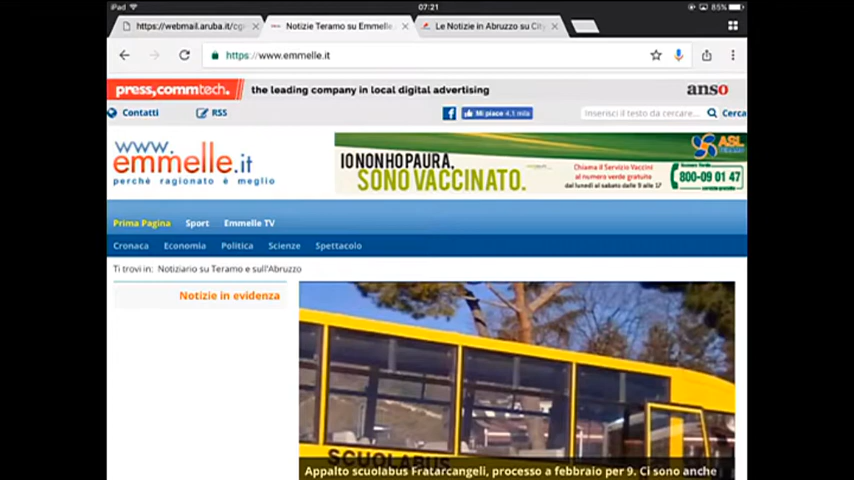 iPad 07:21 85%
https://webmail.aruba.it/cg Notizie Teramo su Emmelle. Le Notizie in Abruzzo su Cit
https://www.emmelle.it
press,commtech. the leading company in local digital advertising anso
Contatti RSS Mi piace 4,1 mila Inserisci il testo da cercare... Cerca
www.
emmelle.it
perchè ragionato è meglio
IO NON HO PAURA.
SONO VACCINATO.
Chiama il Servizio Vaccini
al numero verde gratuito
dal lunedì al sabato dalle 9 alle 17
ASL
800-09 01 47
Prima Pagina Sport Emmelle TV
Cronaca Economia Politica Scienze Spettacolo
Ti trovi in: Notiziario su Teramo e sull'Abruzzo
Notizie in evidenza
SCUOLABUS
Appalto scuolabus Fratarcangeli, processo a febbraio per 9. Ci sono anche